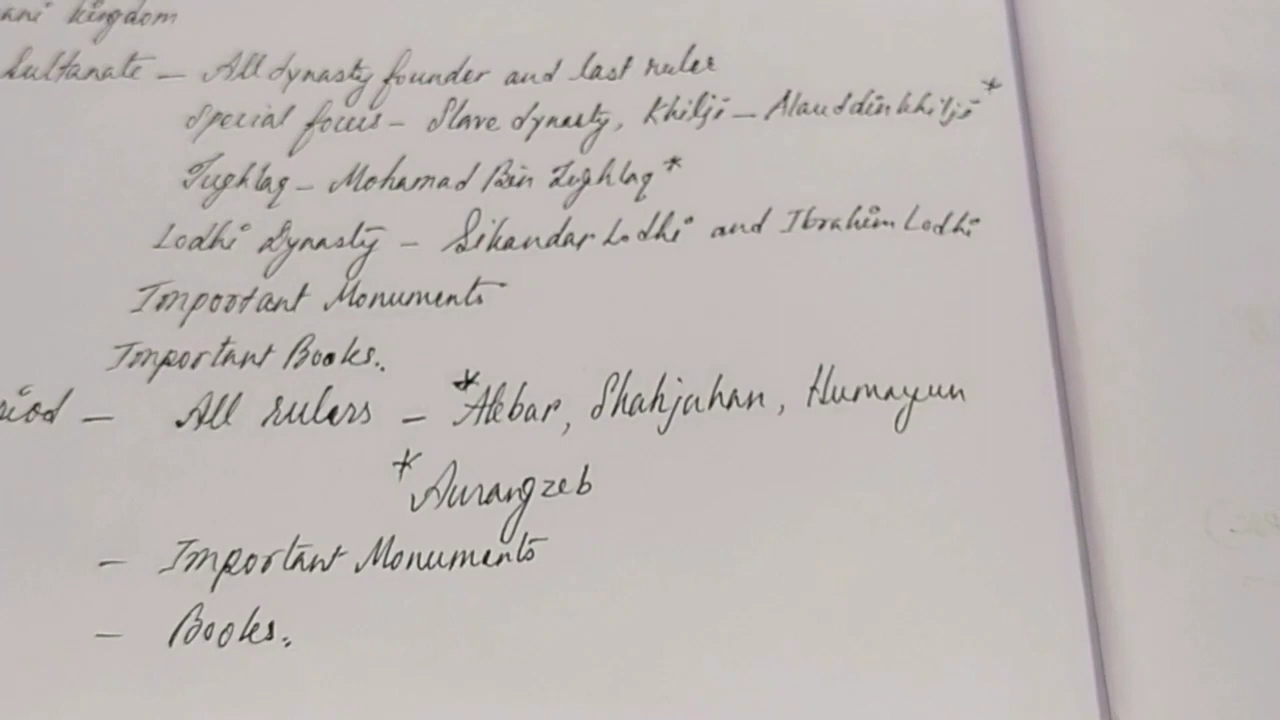 ani kingdom
Sultanate - All dynasty founder and last ruler
Special focus - Slave dynasty, Khilji - Alauddin khilji *
Tughlaq - Mohamad Bin Tughlaq *
Lodhi Dynasty - Sikandar Lodhi and Ibrahim Lodhi
Important Monuments
Important Books.
riod - All rulers - * Akbar, Shahjahan, Humayun
* Aurangzeb
- Important Monuments
- Books.